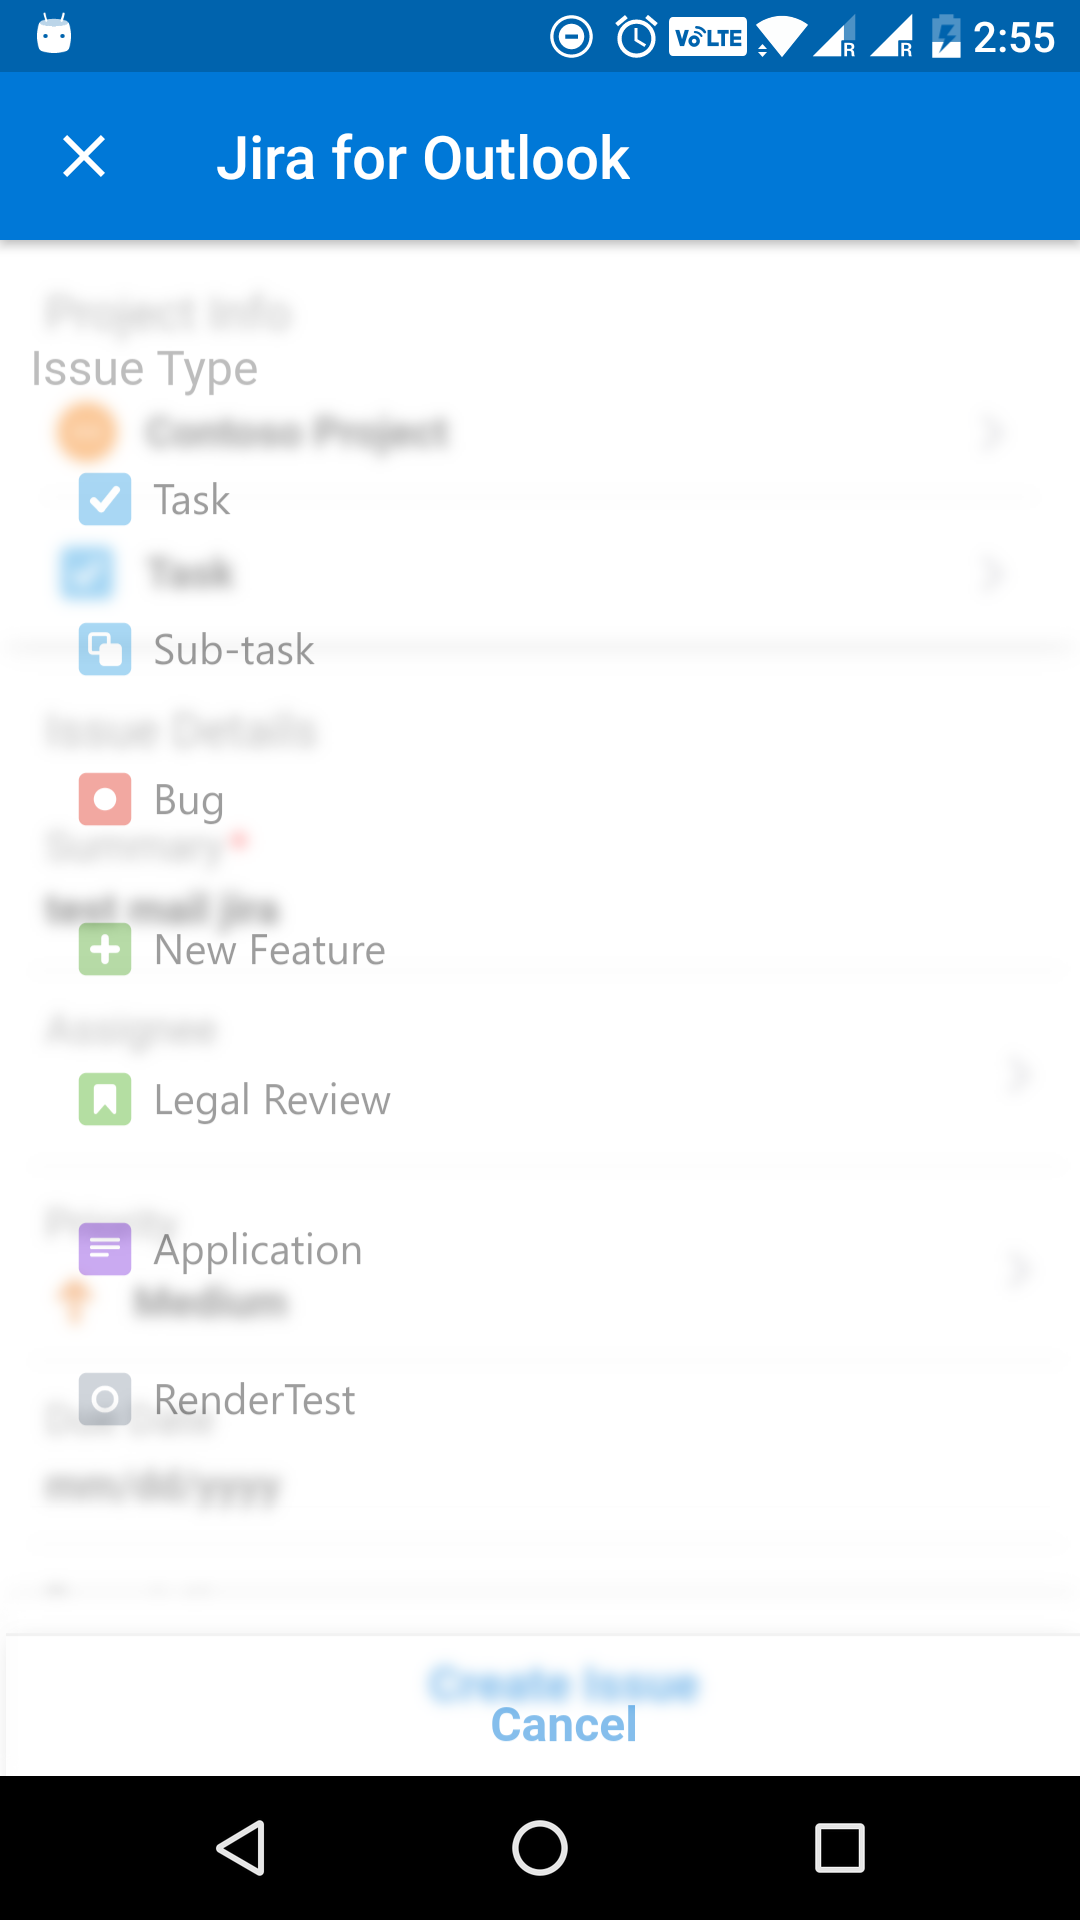 VoLTE R R 2:55
Jira for Outlook
Project Info
Issue Type
Contoso Project
Task
Task
Sub-task
Issue Details
Bug
Summary*
test mail jira
New Feature
Assignee
Legal Review
Priority
Application
Medium
RenderTest
Due Date
mm/dd/yyyy
Create Issue
Cancel